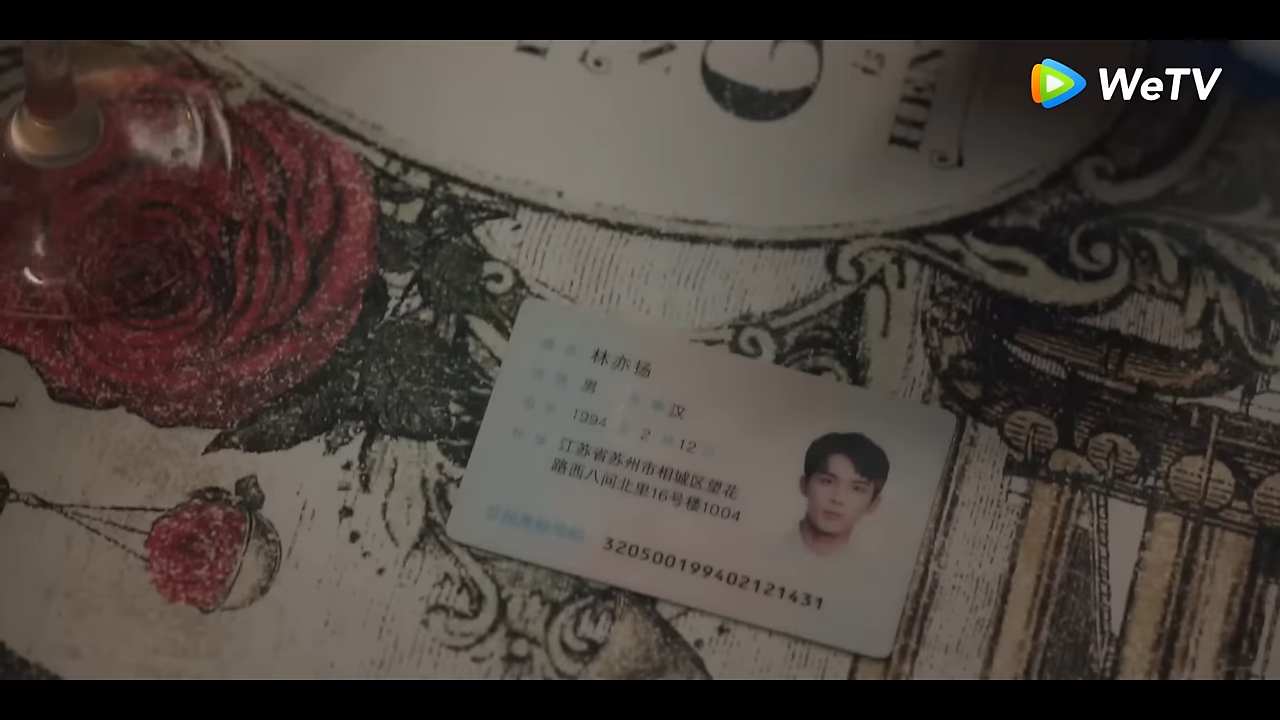 WeTV
G
HEN
林亦扬
男 汉
1994 2 12
江苏省苏州市相城区望花
路西八间北里16号楼1004
320500199402121431